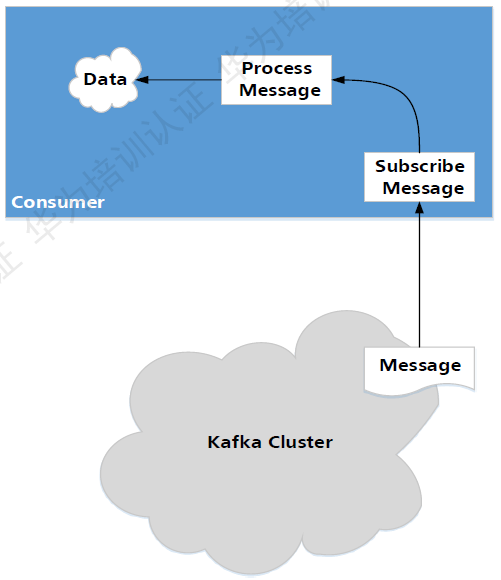 Data
Process
Message
Subscribe
Message
Consumer
Message
Kafka Cluster
华为培训认证
华为培训认证